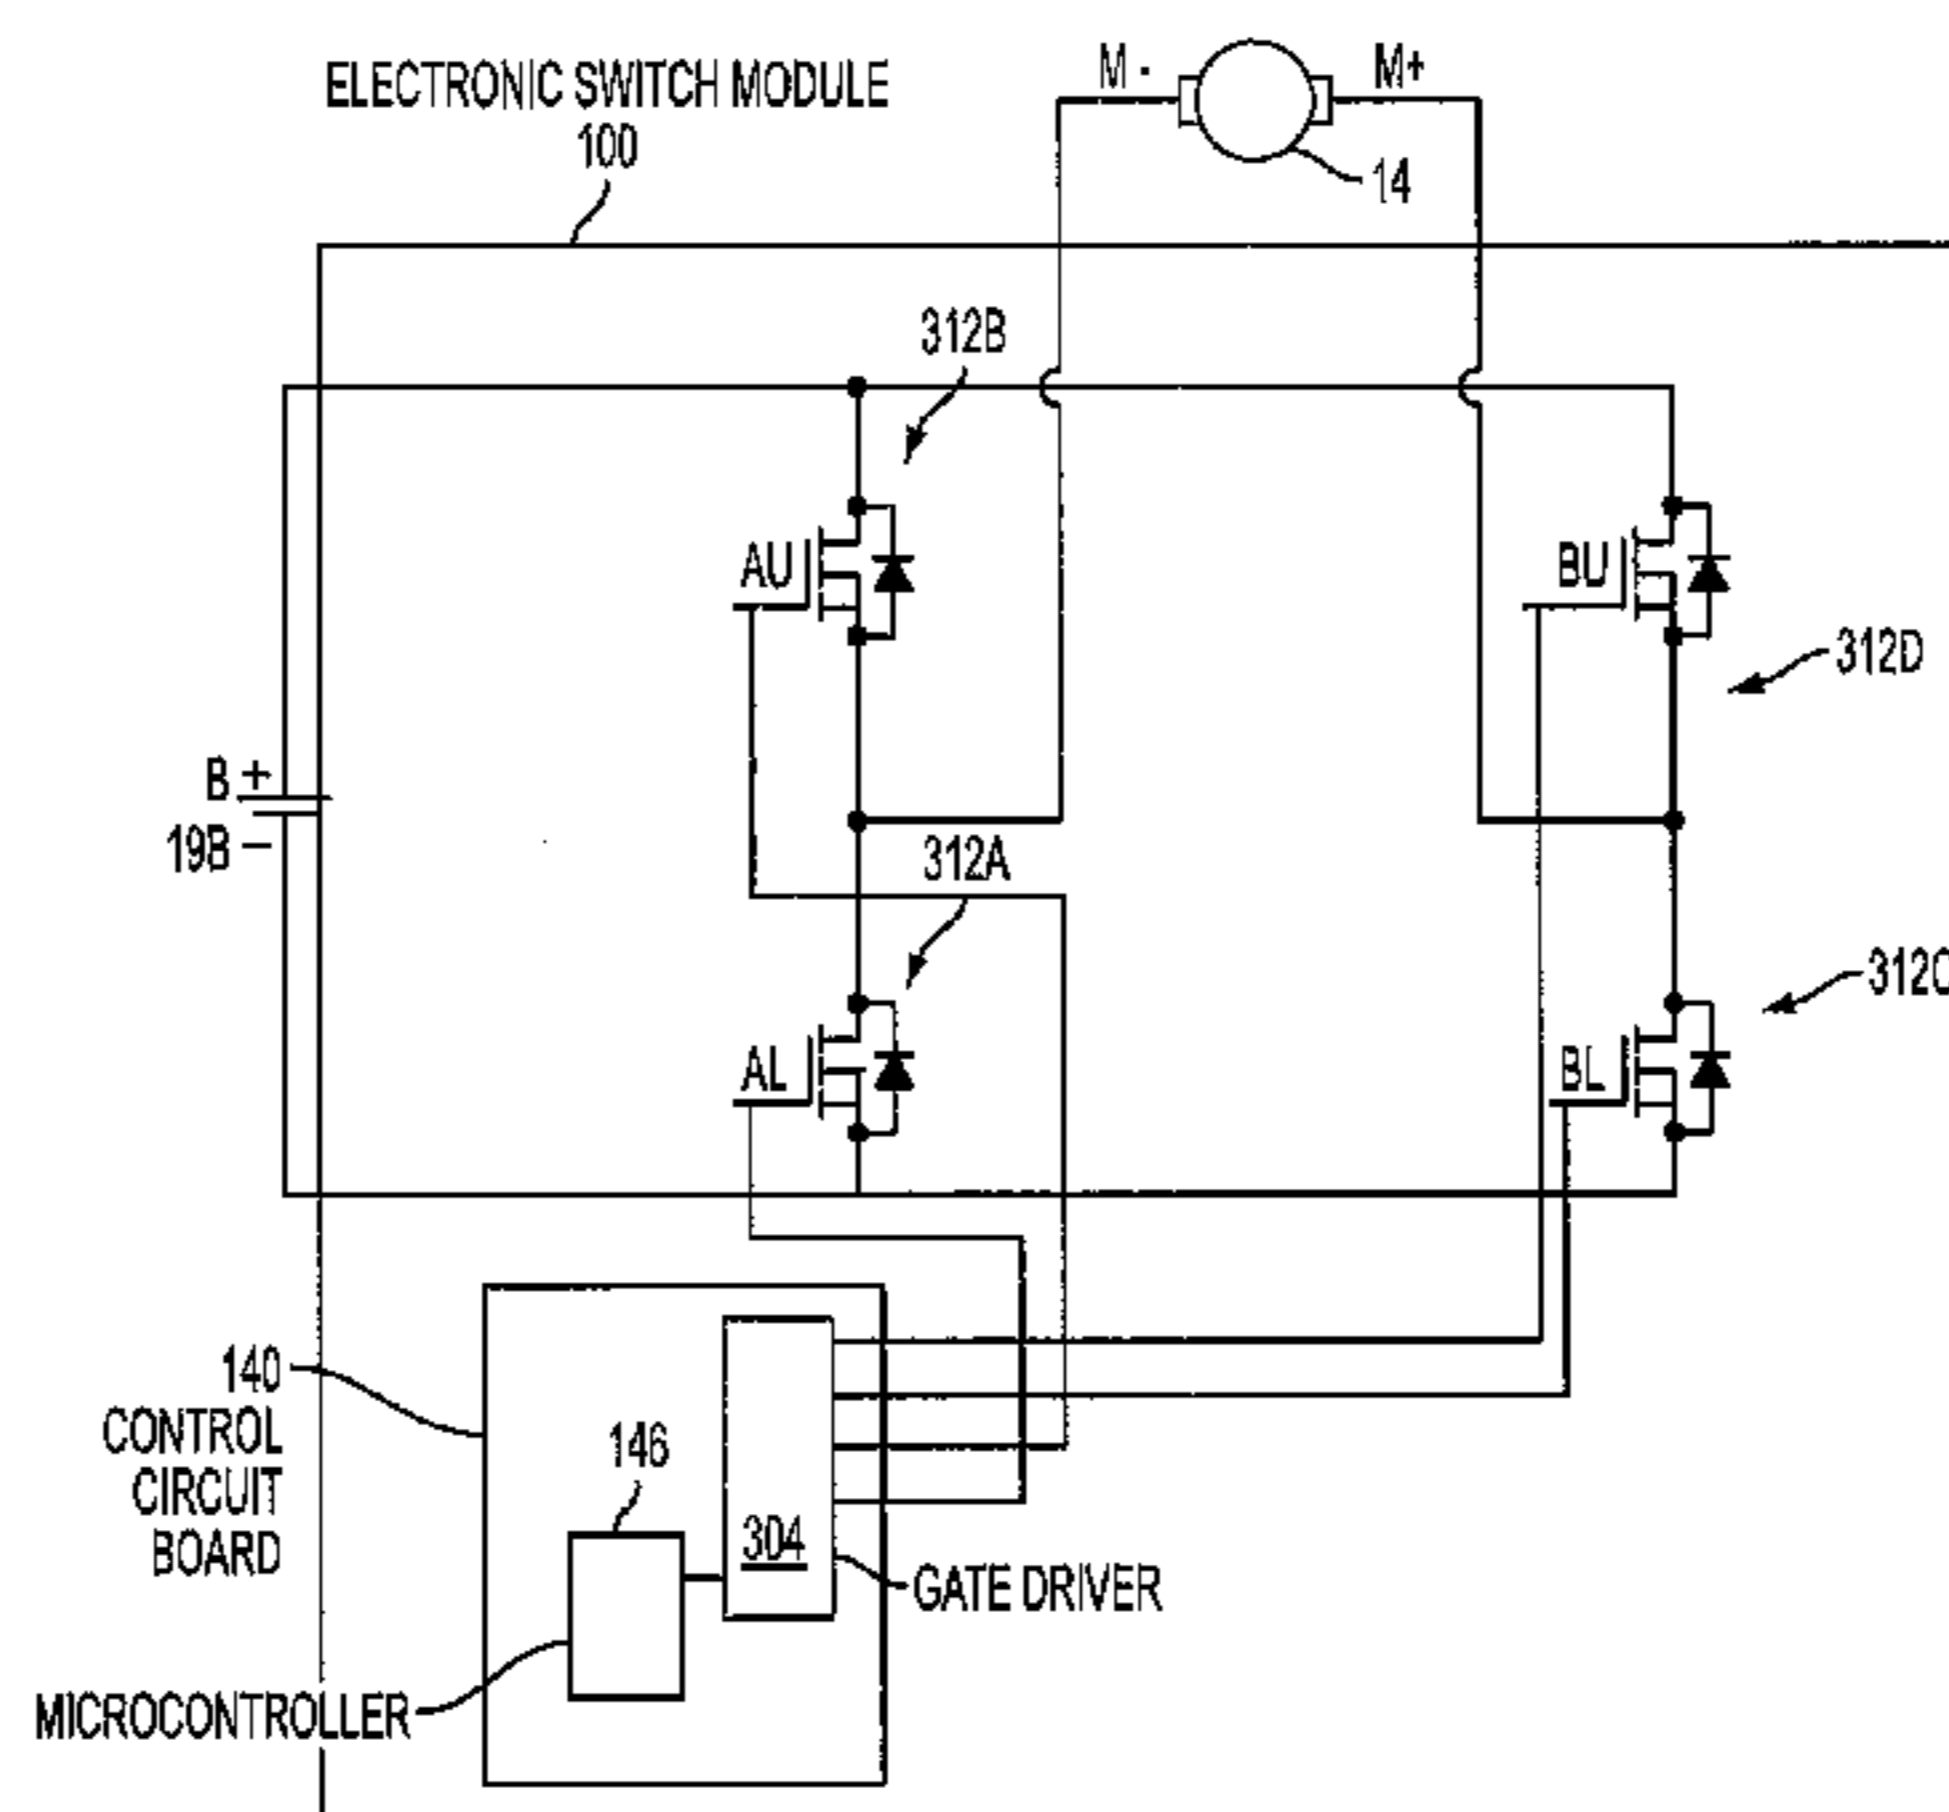 ELECTRONIC SWITCH MODULE
100
M -
M+
14
312B
AU
BU
312D
B +
19B −
312A
312C
AL
BL
140
CONTROL
CIRCUIT
BOARD
146
304
GATE DRIVER
MICROCONTROLLER